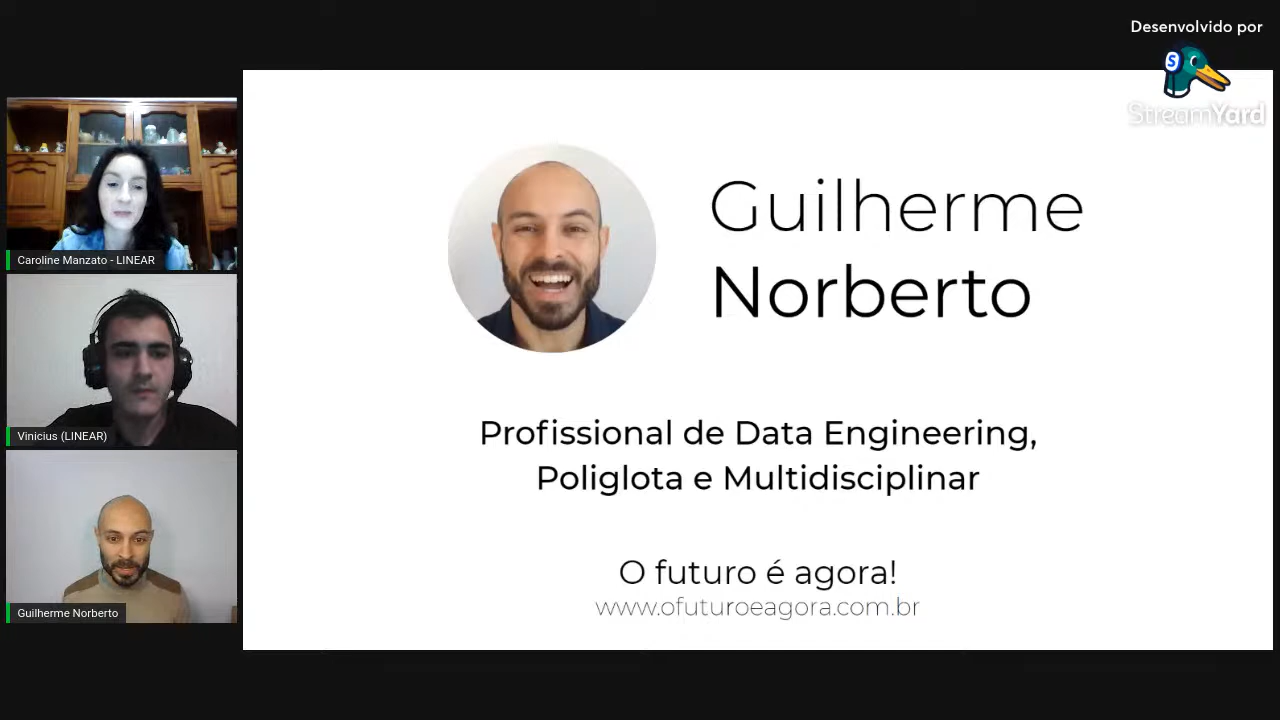 Desenvolvido por
S
StreamYard
Caroline Manzato - LINEAR
Vinicius (LINEAR)
Guilherme Norberto
Guilherme
Norberto
Profissional de Data Engineering,
Poliglota e Multidisciplinar
O futuro é agora!
www.ofuturoeagora.com.br